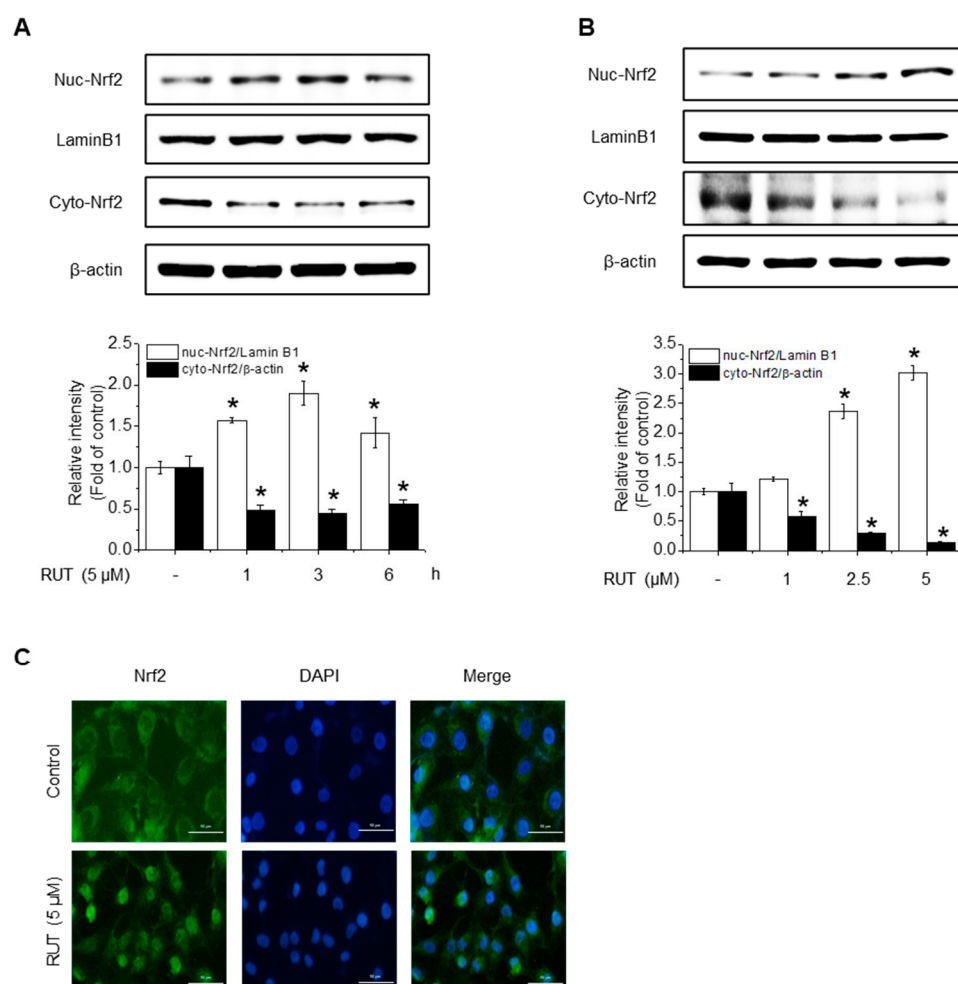 A
Nuc-Nrf2
LaminB1
Cyto-Nrf2
β-actin
nuc-Nrf2/Lamin B1
cyto-Nrf2/β-actin
Relative intensity
(Fold of control)
2.5
2.0
1.5
1.0
0.5
0.0
* * * * * *
RUT (5 µM) - 1 3 6 h
B
Nuc-Nrf2
LaminB1
Cyto-Nrf2
β-actin
nuc-Nrf2/Lamin B1
cyto-Nrf2/β-actin
Relative intensity
(Fold of control)
3.5
3.0
2.5
2.0
1.5
1.0
0.5
0.0
* * * * *
RUT (µM) - 1 2.5 5
C
Nrf2 DAPI Merge
Control
RUT (5 µM)